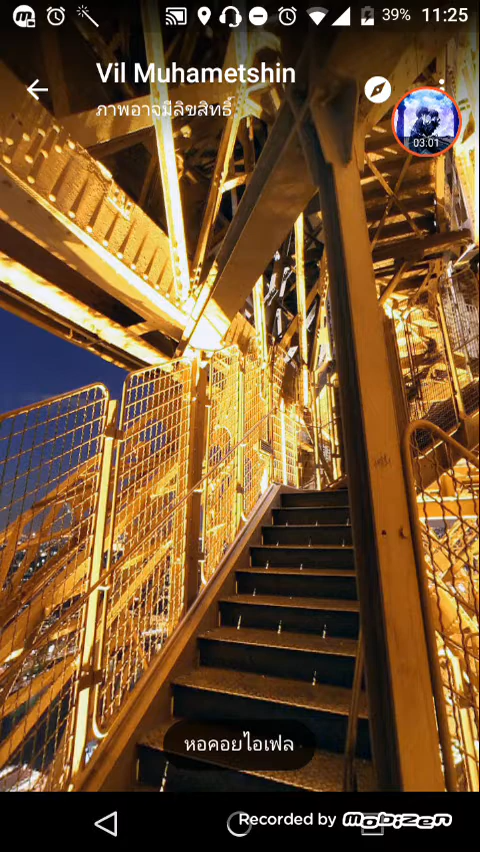 39% 11:25
Vil Muhametshin
ภาพอาจมีลิขสิทธิ์
03:01
หอคอยไอเฟล
Recorded by Mobizen